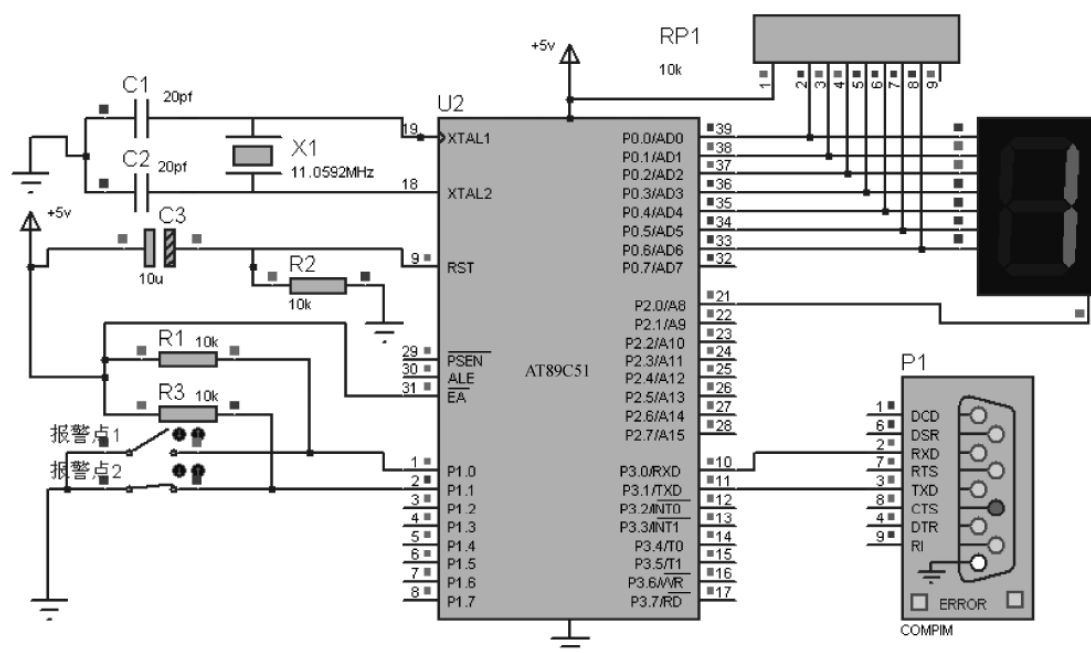 RP1
10k
+5v
1 2 3 4 5 6 7 8 9
C1
20pf
C2
20pf
X1
11.0592MHz
+5v
C3
10u
R2
10k
R1
10k
R3
10k
报警点1
报警点2
U2
AT89C51
19 XTAL1
18 XTAL2
9 RST
29 PSEN
30 ALE
31 EA
1 P1.0
2 P1.1
3 P1.2
4 P1.3
5 P1.4
6 P1.5
7 P1.6
8 P1.7
P0.0/AD0 39
P0.1/AD1 38
P0.2/AD2 37
P0.3/AD3 36
P0.4/AD4 35
P0.5/AD5 34
P0.6/AD6 33
P0.7/AD7 32
P2.0/A8 21
P2.1/A9 22
P2.2/A10 23
P2.3/A11 24
P2.4/A12 25
P2.5/A13 26
P2.6/A14 27
P2.7/A15 28
P3.0/RXD 10
P3.1/TXD 11
P3.2/INT0 12
P3.3/INT1 13
P3.4/T0 14
P3.5/T1 15
P3.6/WR 16
P3.7/RD 17
1
P1
1 DCD
6 DSR
2 RXD
7 RTS
3 TXD
8 CTS
4 DTR
9 RI
ERROR
COMPIM